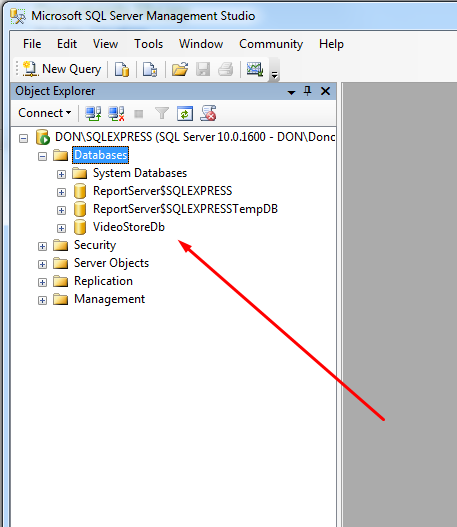 Microsoft SQL Server Management Studio
File Edit View Tools Window Community Help
New Query
Object Explorer
Connect
DON\SQLEXPRESS (SQL Server 10.0.1600 - DON\Donc
Databases
System Databases
ReportServer$SQLEXPRESS
ReportServer$SQLEXPRESSTempDB
VideoStoreDb
Security
Server Objects
Replication
Management